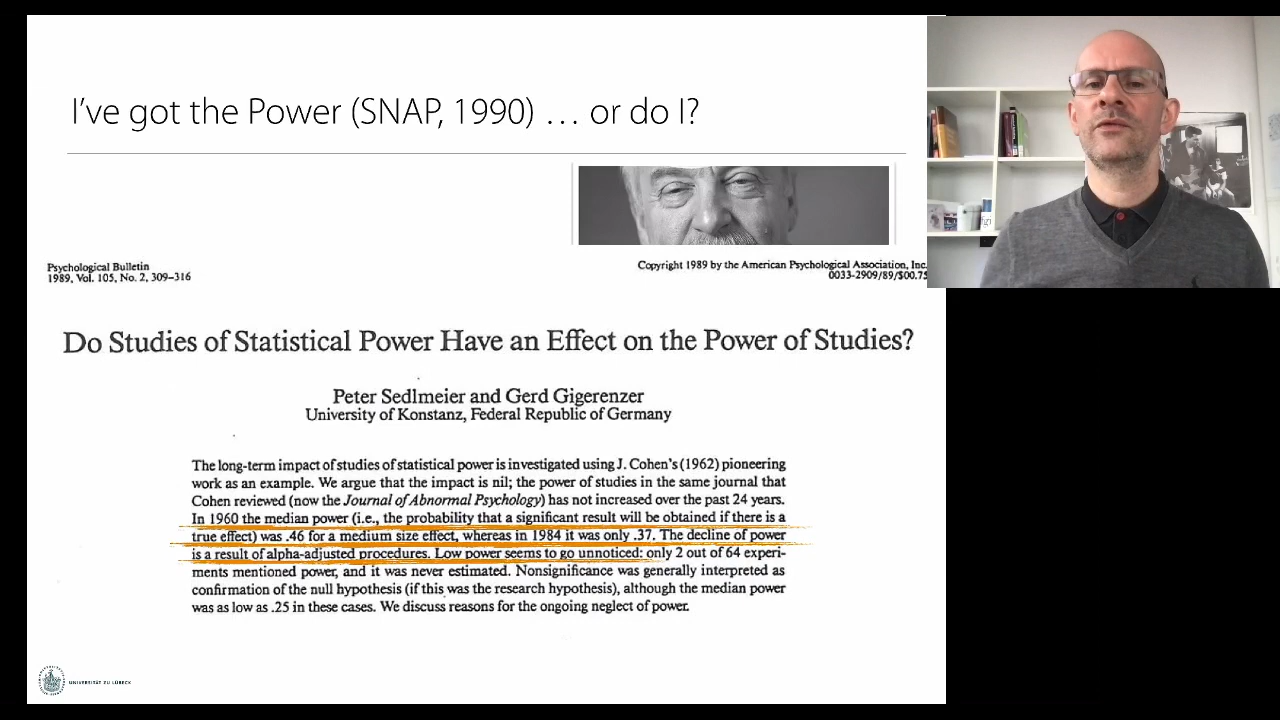 I've got the Power (SNAP, 1990) … or do I?
Psychological Bulletin
1989, Vol. 105, No. 2, 309–316
Copyright 1989 by the American Psychological Association, Inc.
0033-2909/89/$00.75
Do Studies of Statistical Power Have an Effect on the Power of Studies?
Peter Sedlmeier and Gerd Gigerenzer
University of Konstanz, Federal Republic of Germany
The long-term impact of studies of statistical power is investigated using J. Cohen's (1962) pioneering
work as an example. We argue that the impact is nil; the power of studies in the same journal that
Cohen reviewed (now the Journal of Abnormal Psychology) has not increased over the past 24 years.
In 1960 the median power (i.e., the probability that a significant result will be obtained if there is a
true effect) was .46 for a medium size effect, whereas in 1984 it was only .37. The decline of power
is a result of alpha-adjusted procedures. Low power seems to go unnoticed: only 2 out of 64 experi-
ments mentioned power, and it was never estimated. Nonsignificance was generally interpreted as
confirmation of the null hypothesis (if this was the research hypothesis), although the median power
was as low as .25 in these cases. We discuss reasons for the ongoing neglect of power.
UNIVERSITÄT ZU LÜBECK